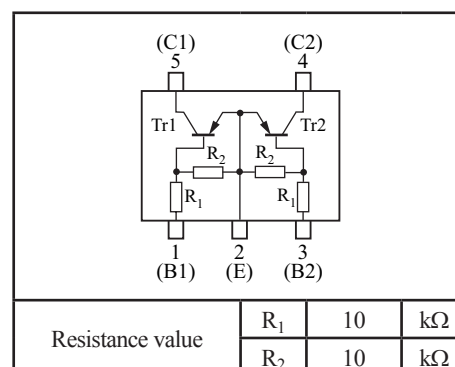 (C1) (C2)
5 4
Tr1 Tr2
R₂ R₂
R₁ R₁
1 2 3
(B1) (E) (B2)
Resistance value R₁ 10 kΩ
R₂ 10 kΩ